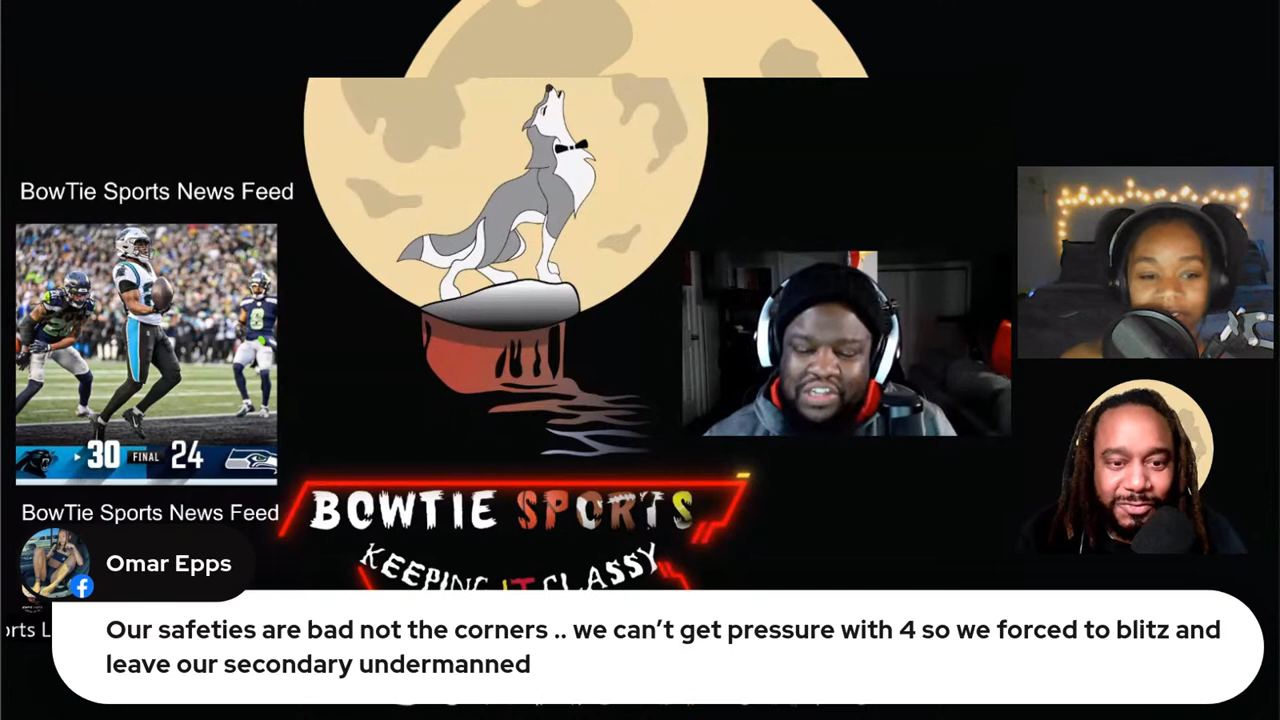 BowTie Sports News Feed
30 FINAL 24
BowTie Sports News Feed
BOWTIE SPORTS
KEEPING IT CLASSY
Omar Epps
orts L
Our safeties are bad not the corners .. we can’t get pressure with 4 so we forced to blitz and
leave our secondary undermanned